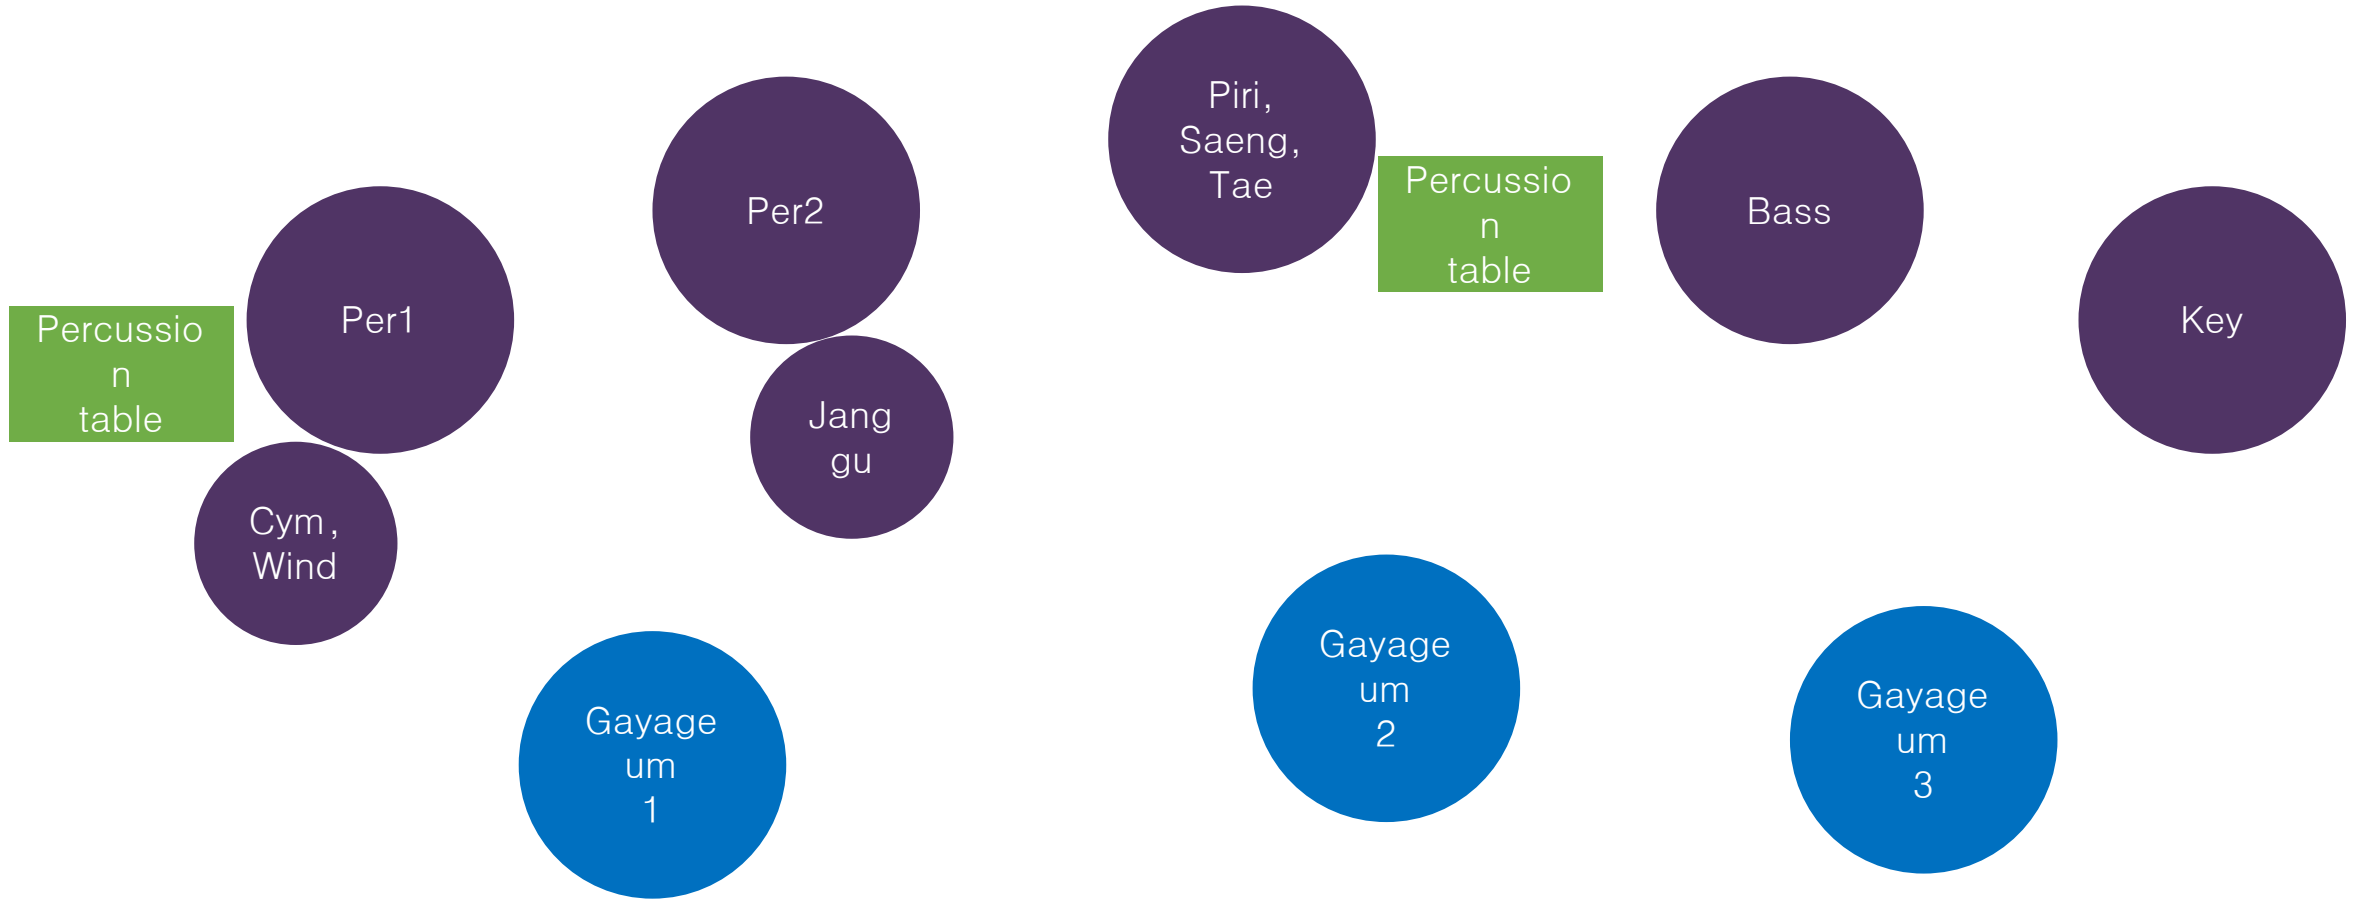 Piri,
Saeng,
Tae
Per2
Percussio
n
table
Bass
Per1
Key
Percussio
n
table
Jang
gu
Cym,
Wind
Gayage
um
1
Gayage
um
2
Gayage
um
3